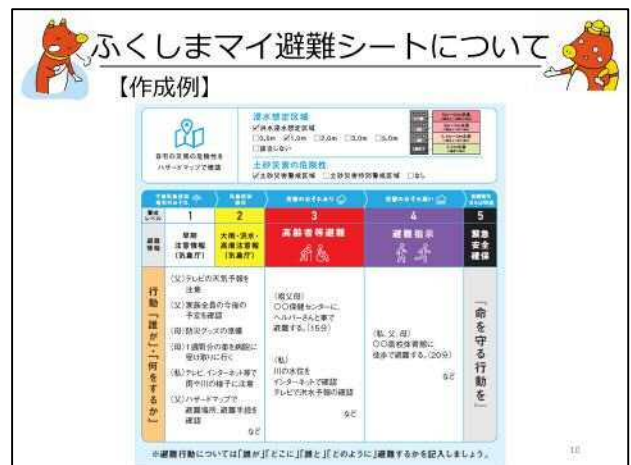 ふくしまマイ避難シートについて
【作成例】
自宅の災害の危険性を
ハザードマップで確認
浸水想定区域
☑洪水浸水想定区域
□0.5m ☑1.0m □2.0m □3.0m □5.0m
□該当しない
土砂災害の危険性
☑土砂災害警戒区域 □土砂災害特別警戒区域 □なし
警戒
レベル
1
2
3
4
5
避難
情報
早期
注意情報
(気象庁)
大雨・洪水・
高潮注意報
(気象庁)
高齢者等避難
避難指示
緊急
安全
確保
行動「誰が」・「何をするか」
(父)テレビの天気予報を
注意
(父)家族全員の今後の
予定を確認
(母)防災グッズの準備
(母)1週間分の薬を病院に
受け取りに行く
(私)テレビ、インターネット等で
雨や川の様子に注意
(父)ハザードマップで
避難場所、避難手段を
確認
など
(祖父母)
〇〇保健センターに、
ヘルパーさんと車で
避難する。(15分)
(私)
川の水位を
インターネットで確認
テレビで洪水予報の確認
など
(私、父、母)
〇〇高校体育館に
徒歩で避難する。(20分)
など
「命を守る行動を」
※避難行動については「誰が」「どこに」「誰と」「どのように」避難するかを記入しましょう。